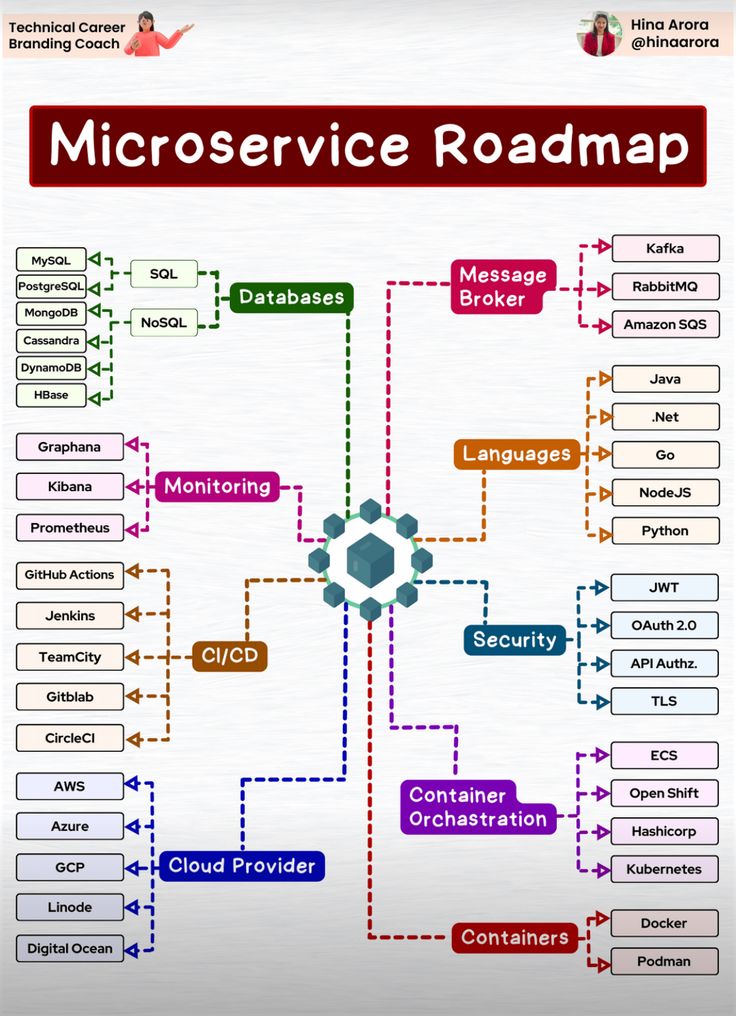 Technical Career
Branding Coach
Hina Arora
@hinaarora
Microservice Roadmap
Databases
SQL
MySQL
PostgreSQL
NoSQL
MongoDB
Cassandra
DynamoDB
HBase
Monitoring
Graphana
Kibana
Prometheus
CI/CD
GitHub Actions
Jenkins
TeamCity
Gitblab
CircleCI
Cloud Provider
AWS
Azure
GCP
Linode
Digital Ocean
Message
Broker
Kafka
RabbitMQ
Amazon SQS
Languages
Java
.Net
Go
NodeJS
Python
Security
JWT
OAuth 2.0
API Authz.
TLS
Container
Orchastration
ECS
Open Shift
Hashicorp
Kubernetes
Containers
Docker
Podman